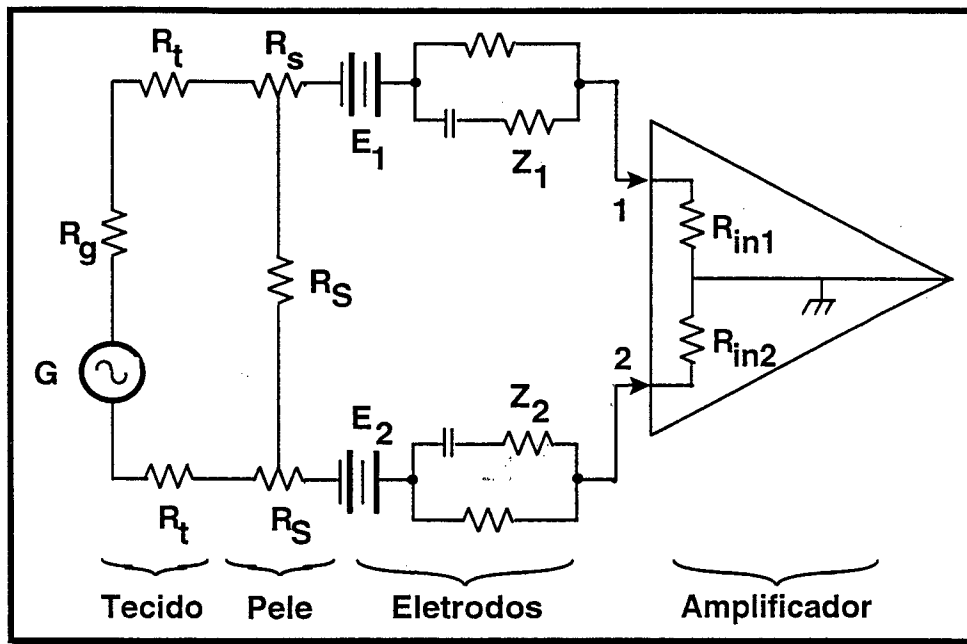 Rt
Rs
E1
Z1
1
Rin1
Rg
RS
G
2
Rin2
E2
Z2
Rt
RS
Tecido
Pele
Eletrodos
Amplificador